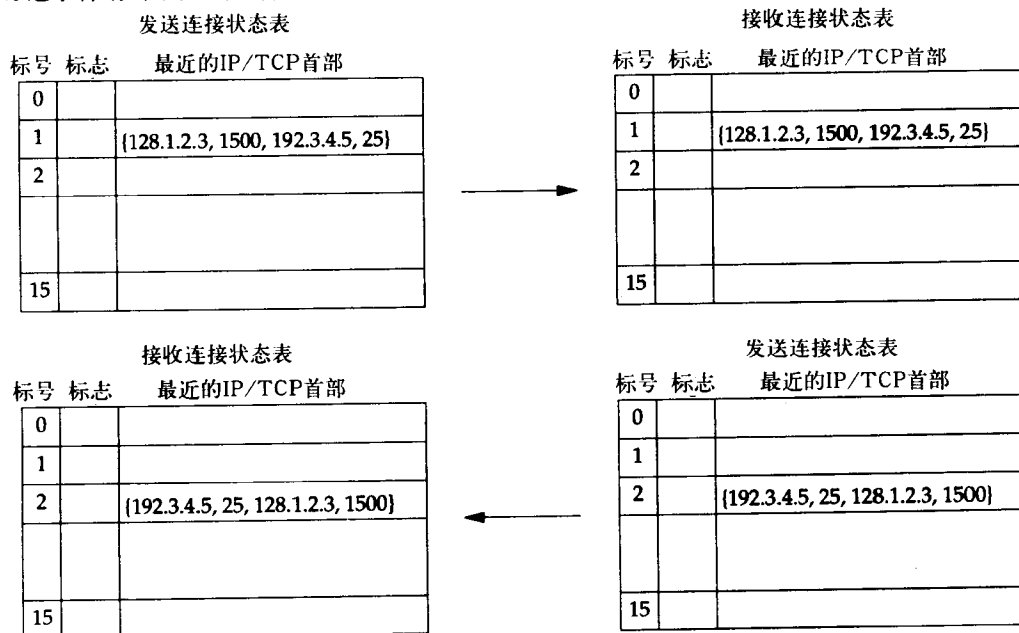 发送连接状态表
标号 标志 最近的IP/TCP首部
0
1 {128.1.2.3, 1500, 192.3.4.5, 25}
2
15
接收连接状态表
标号 标志 最近的IP/TCP首部
0
1 {128.1.2.3, 1500, 192.3.4.5, 25}
2
15
接收连接状态表
标号 标志 最近的IP/TCP首部
0
1
2 {192.3.4.5, 25, 128.1.2.3, 1500}
15
发送连接状态表
标号 标志 最近的IP/TCP首部
0
1
2 {192.3.4.5, 25, 128.1.2.3, 1500}
15